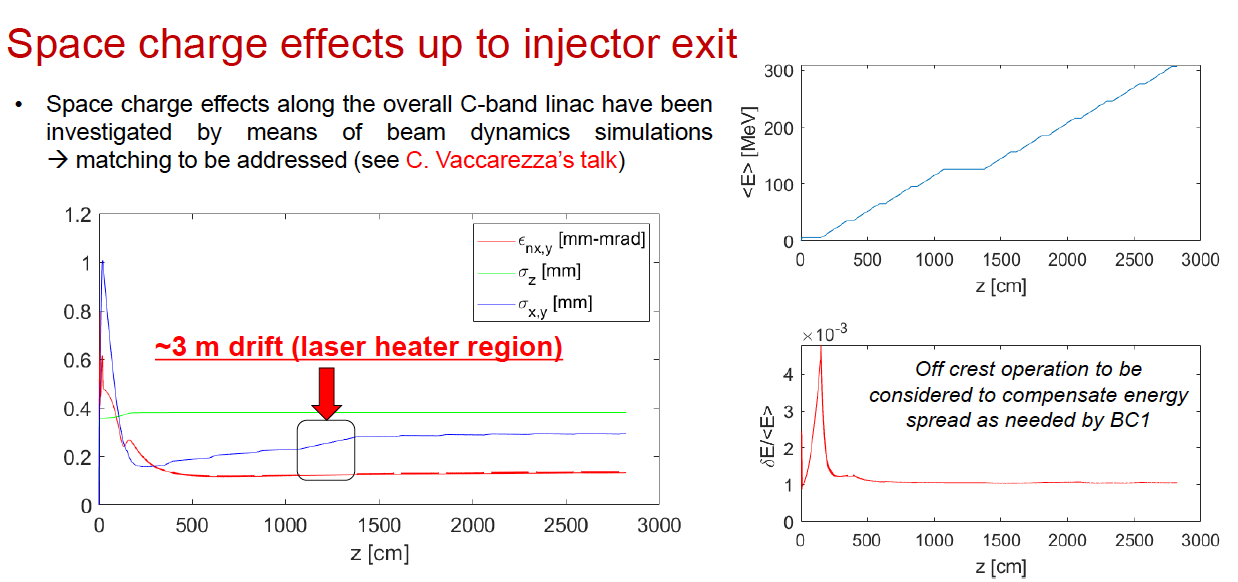 Space charge effects up to injector exit
• Space charge effects along the overall C-band linac have been
investigated by means of beam dynamics simulations
→ matching to be addressed (see C. Vaccarezza's talk)
1.2
1
0.8
0.6
0.4
0.2
0
0 500 1000 1500 2000 2500 3000
z [cm]
ϵnx,y [mm-mrad]
σz [mm]
σx,y [mm]
~3 m drift (laser heater region)
300
200
100
0
<E> [MeV]
0 500 1000 1500 2000 2500 3000
z [cm]
×10-3
4
3
2
1
0
δE/<E>
Off crest operation to be
considered to compensate energy
spread as needed by BC1
0 500 1000 1500 2000 2500 3000
z [cm]